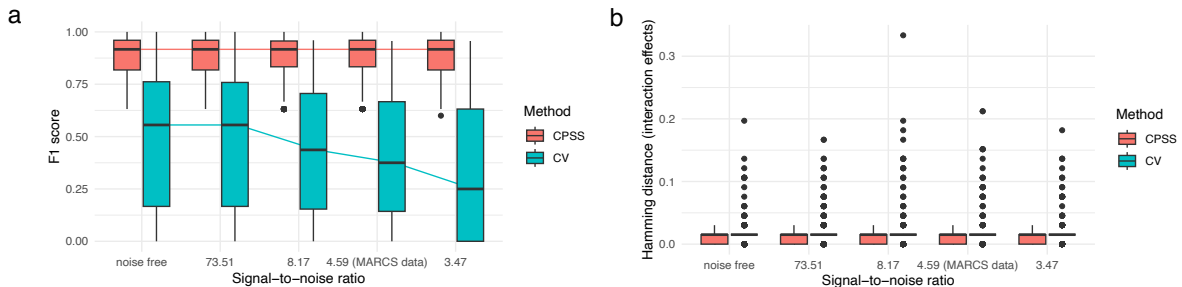 a
1.00
0.75
0.50
0.25
0.00
F1 score
noise free 73.51 8.17 4.59 (MARCS data) 3.47
Signal−to−noise ratio
Method
CPSS
CV
b
0.3
0.2
0.1
0.0
Hamming distance (interaction effects)
noise free 73.51 8.17 4.59 (MARCS data) 3.47
Signal−to−noise ratio
Method
CPSS
CV